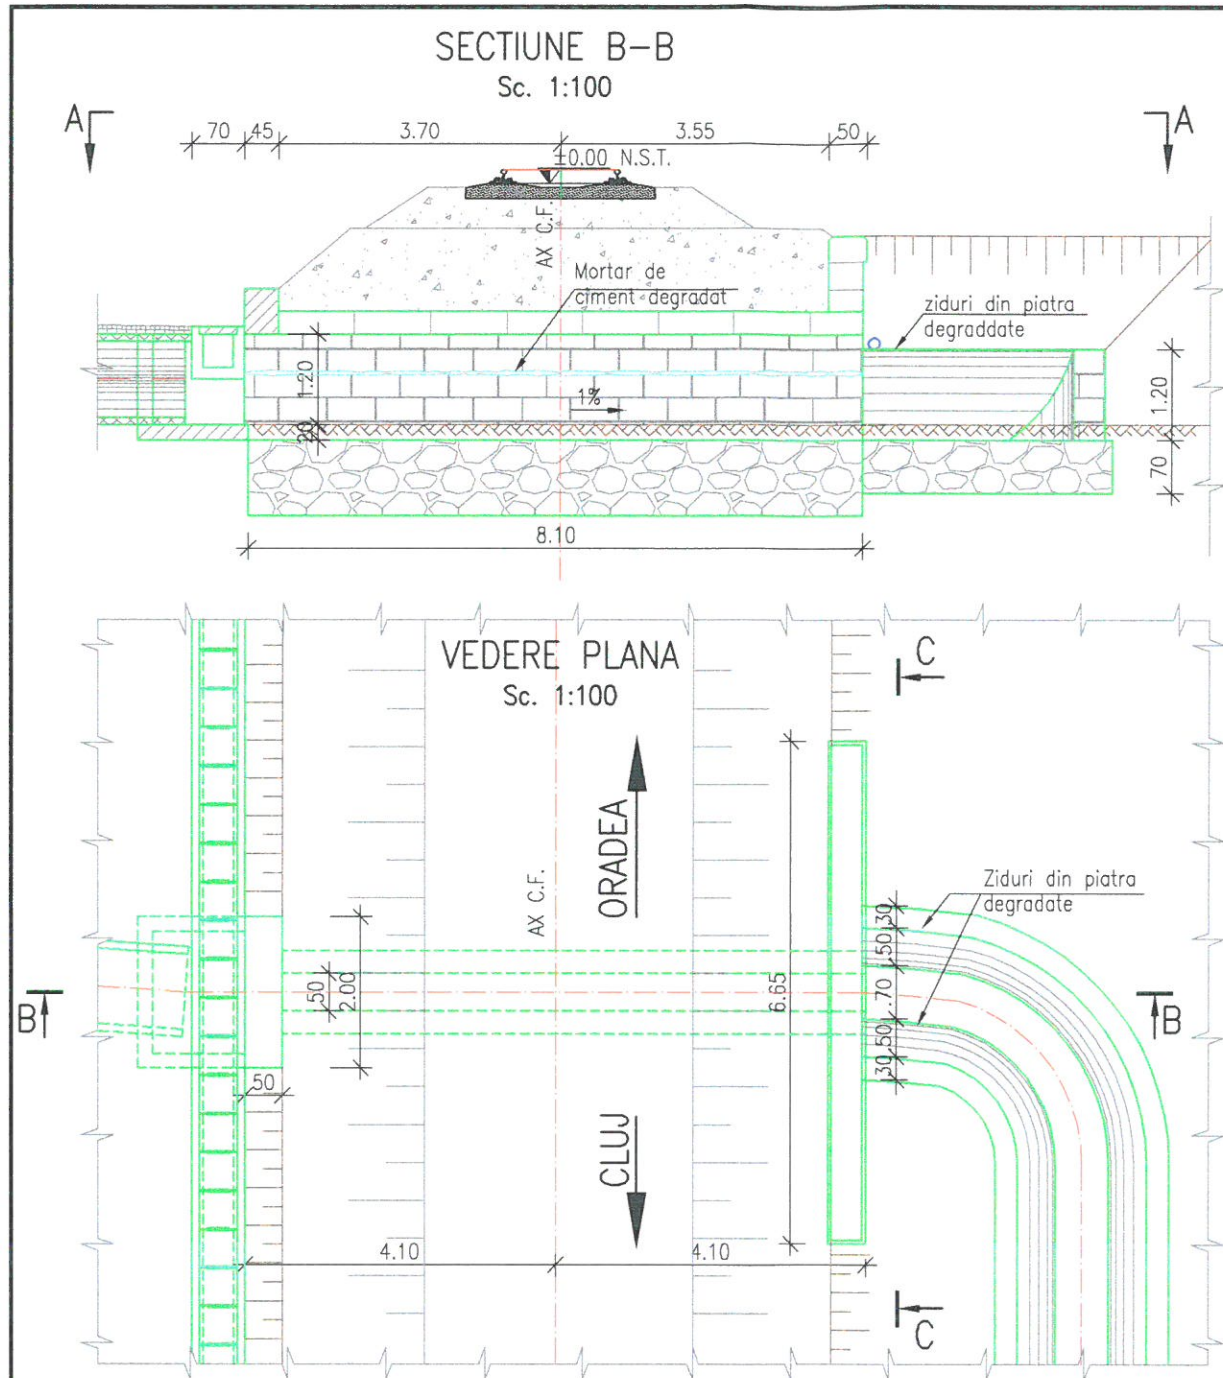 SECTIUNE B-B
Sc. 1:100
A
A
70
45
3.70
3.55
50
±0.00 N.S.T.
AX C.F.
Mortar de
ciment degradat
ziduri din piatra
degraddate
1.20
1%
1.20
20
70
8.10
VEDERE PLANA
Sc. 1:100
C
ORADEA
AX C.F.
Ziduri din piatra
degradate
30
50
.70
50
30
.50
2.00
6.65
B
B
50
CLUJ
4.10
4.10
C